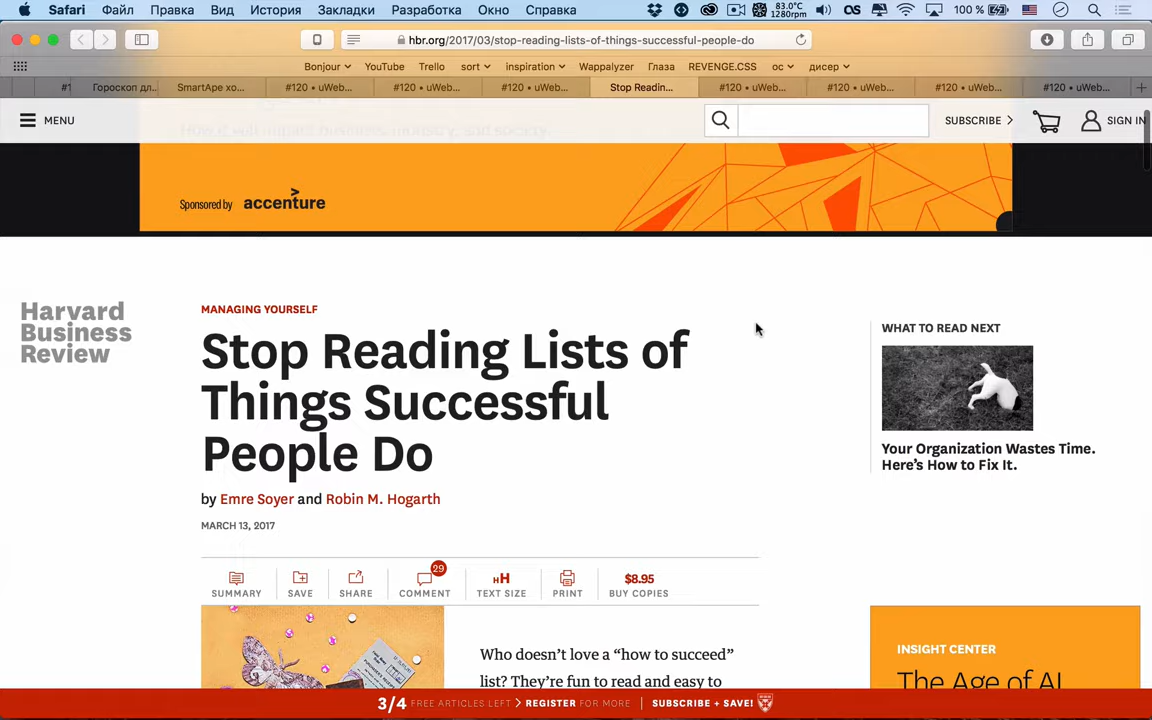 Safari Файл Правка Вид История Закладки Разработка Окно Справка 83.0°C 1280rpm 100 %
hbr.org/2017/03/stop-reading-lists-of-things-successful-people-do
Bonjour YouTube Trello sort inspiration Wappalyzer Глаза REVENGE.CSS ос дисер
#1 Гороскоп дл... SmartApe хо... #120 • uWeb... #120 • uWeb... #120 • uWeb... Stop Readin... #120 • uWeb... #120 • uWeb... #120 • uWeb... #120 • uWeb...
MENU SUBSCRIBE SIGN IN
Sponsored by accenture
Harvard
Business
Review
MANAGING YOURSELF
Stop Reading Lists of
Things Successful
People Do
by Emre Soyer and Robin M. Hogarth
MARCH 13, 2017
29
SUMMARY SAVE SHARE COMMENT TEXT SIZE PRINT $8.95 BUY COPIES
Who doesn’t love a “how to succeed”
list? They’re fun to read and easy to
WHAT TO READ NEXT
Your Organization Wastes Time.
Here’s How to Fix It.
INSIGHT CENTER
The Age of AI
3/4 FREE ARTICLES LEFT > REGISTER FOR MORE | SUBSCRIBE + SAVE!